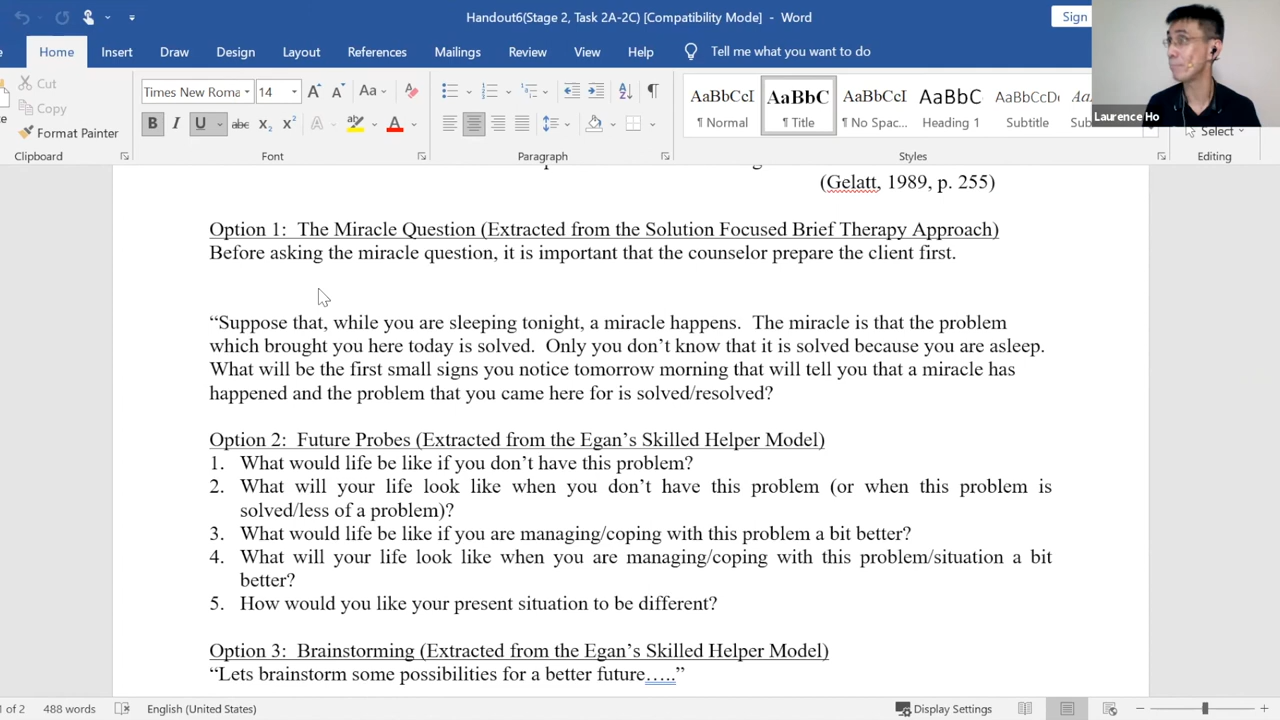 Handout6(Stage 2, Task 2A-2C) [Compatibility Mode] - Word
Sign
Home Insert Draw Design Layout References Mailings Review View Help Tell me what you want to do
Cut
Copy
Format Painter
Clipboard
Times New Roma 14
Aa
B I U abc X2 X2
Font
Paragraph
AaBbCcI AaBbC AaBbCcI AaBbC AaBbCcD
Normal Title No Spac... Heading 1 Subtitle
Styles
Select
Editing
Laurence Ho
(Gelatt, 1989, p. 255)
Option 1:  The Miracle Question (Extracted from the Solution Focused Brief Therapy Approach)
Before asking the miracle question, it is important that the counselor prepare the client first.
“Suppose that, while you are sleeping tonight, a miracle happens.  The miracle is that the problem
which brought you here today is solved.  Only you don’t know that it is solved because you are asleep.
What will be the first small signs you notice tomorrow morning that will tell you that a miracle has
happened and the problem that you came here for is solved/resolved?
Option 2:  Future Probes (Extracted from the Egan’s Skilled Helper Model)
1. What would life be like if you don’t have this problem?
2. What will your life look like when you don’t have this problem (or when this problem is
solved/less of a problem)?
3. What would life be like if you are managing/coping with this problem a bit better?
4. What will your life look like when you are managing/coping with this problem/situation a bit
better?
5. How would you like your present situation to be different?
Option 3:  Brainstorming (Extracted from the Egan’s Skilled Helper Model)
“Lets brainstorm some possibilities for a better future…..”
of 2 488 words English (United States) Display Settings